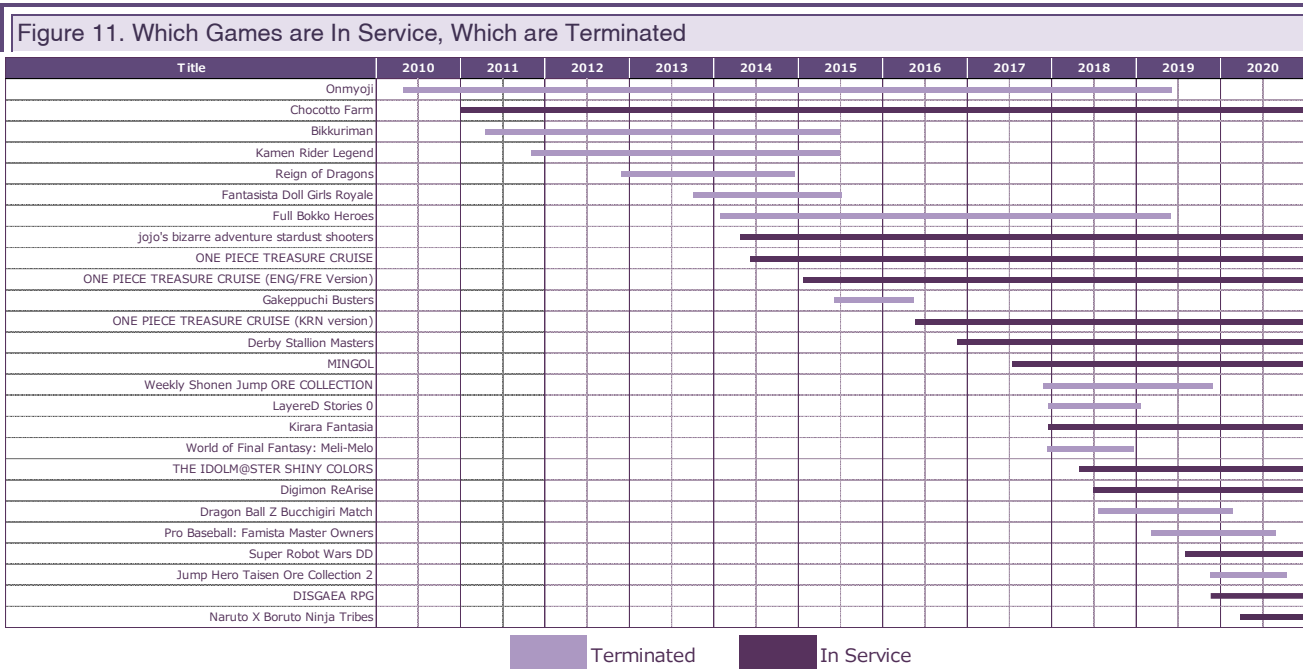 Figure 11. Which Games are In Service, Which are Terminated
Title 2010 2011 2012 2013 2014 2015 2016 2017 2018 2019 2020
Onmyoji
Chocotto Farm
Bikkuriman
Kamen Rider Legend
Reign of Dragons
Fantasista Doll Girls Royale
Full Bokko Heroes
jojo's bizarre adventure stardust shooters
ONE PIECE TREASURE CRUISE
ONE PIECE TREASURE CRUISE (ENG/FRE Version)
Gakeppuchi Busters
ONE PIECE TREASURE CRUISE (KRN version)
Derby Stallion Masters
MINGOL
Weekly Shonen Jump ORE COLLECTION
LayereD Stories 0
Kirara Fantasia
World of Final Fantasy: Meli-Melo
THE IDOLM@STER SHINY COLORS
Digimon ReArise
Dragon Ball Z Bucchigiri Match
Pro Baseball: Famista Master Owners
Super Robot Wars DD
Jump Hero Taisen Ore Collection 2
DISGAEA RPG
Naruto X Boruto Ninja Tribes
Terminated In Service